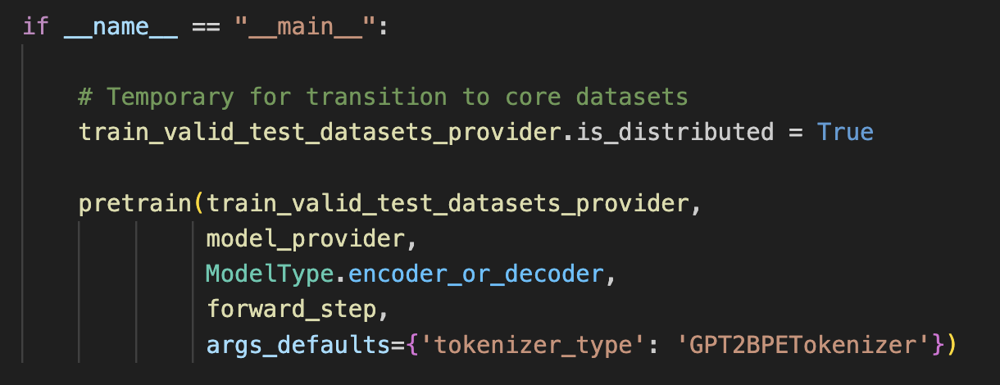 if __name__ == "__main__":
# Temporary for transition to core datasets
train_valid_test_datasets_provider.is_distributed = True
pretrain(train_valid_test_datasets_provider,
model_provider,
ModelType.encoder_or_decoder,
forward_step,
args_defaults={'tokenizer_type': 'GPT2BPETokenizer'})